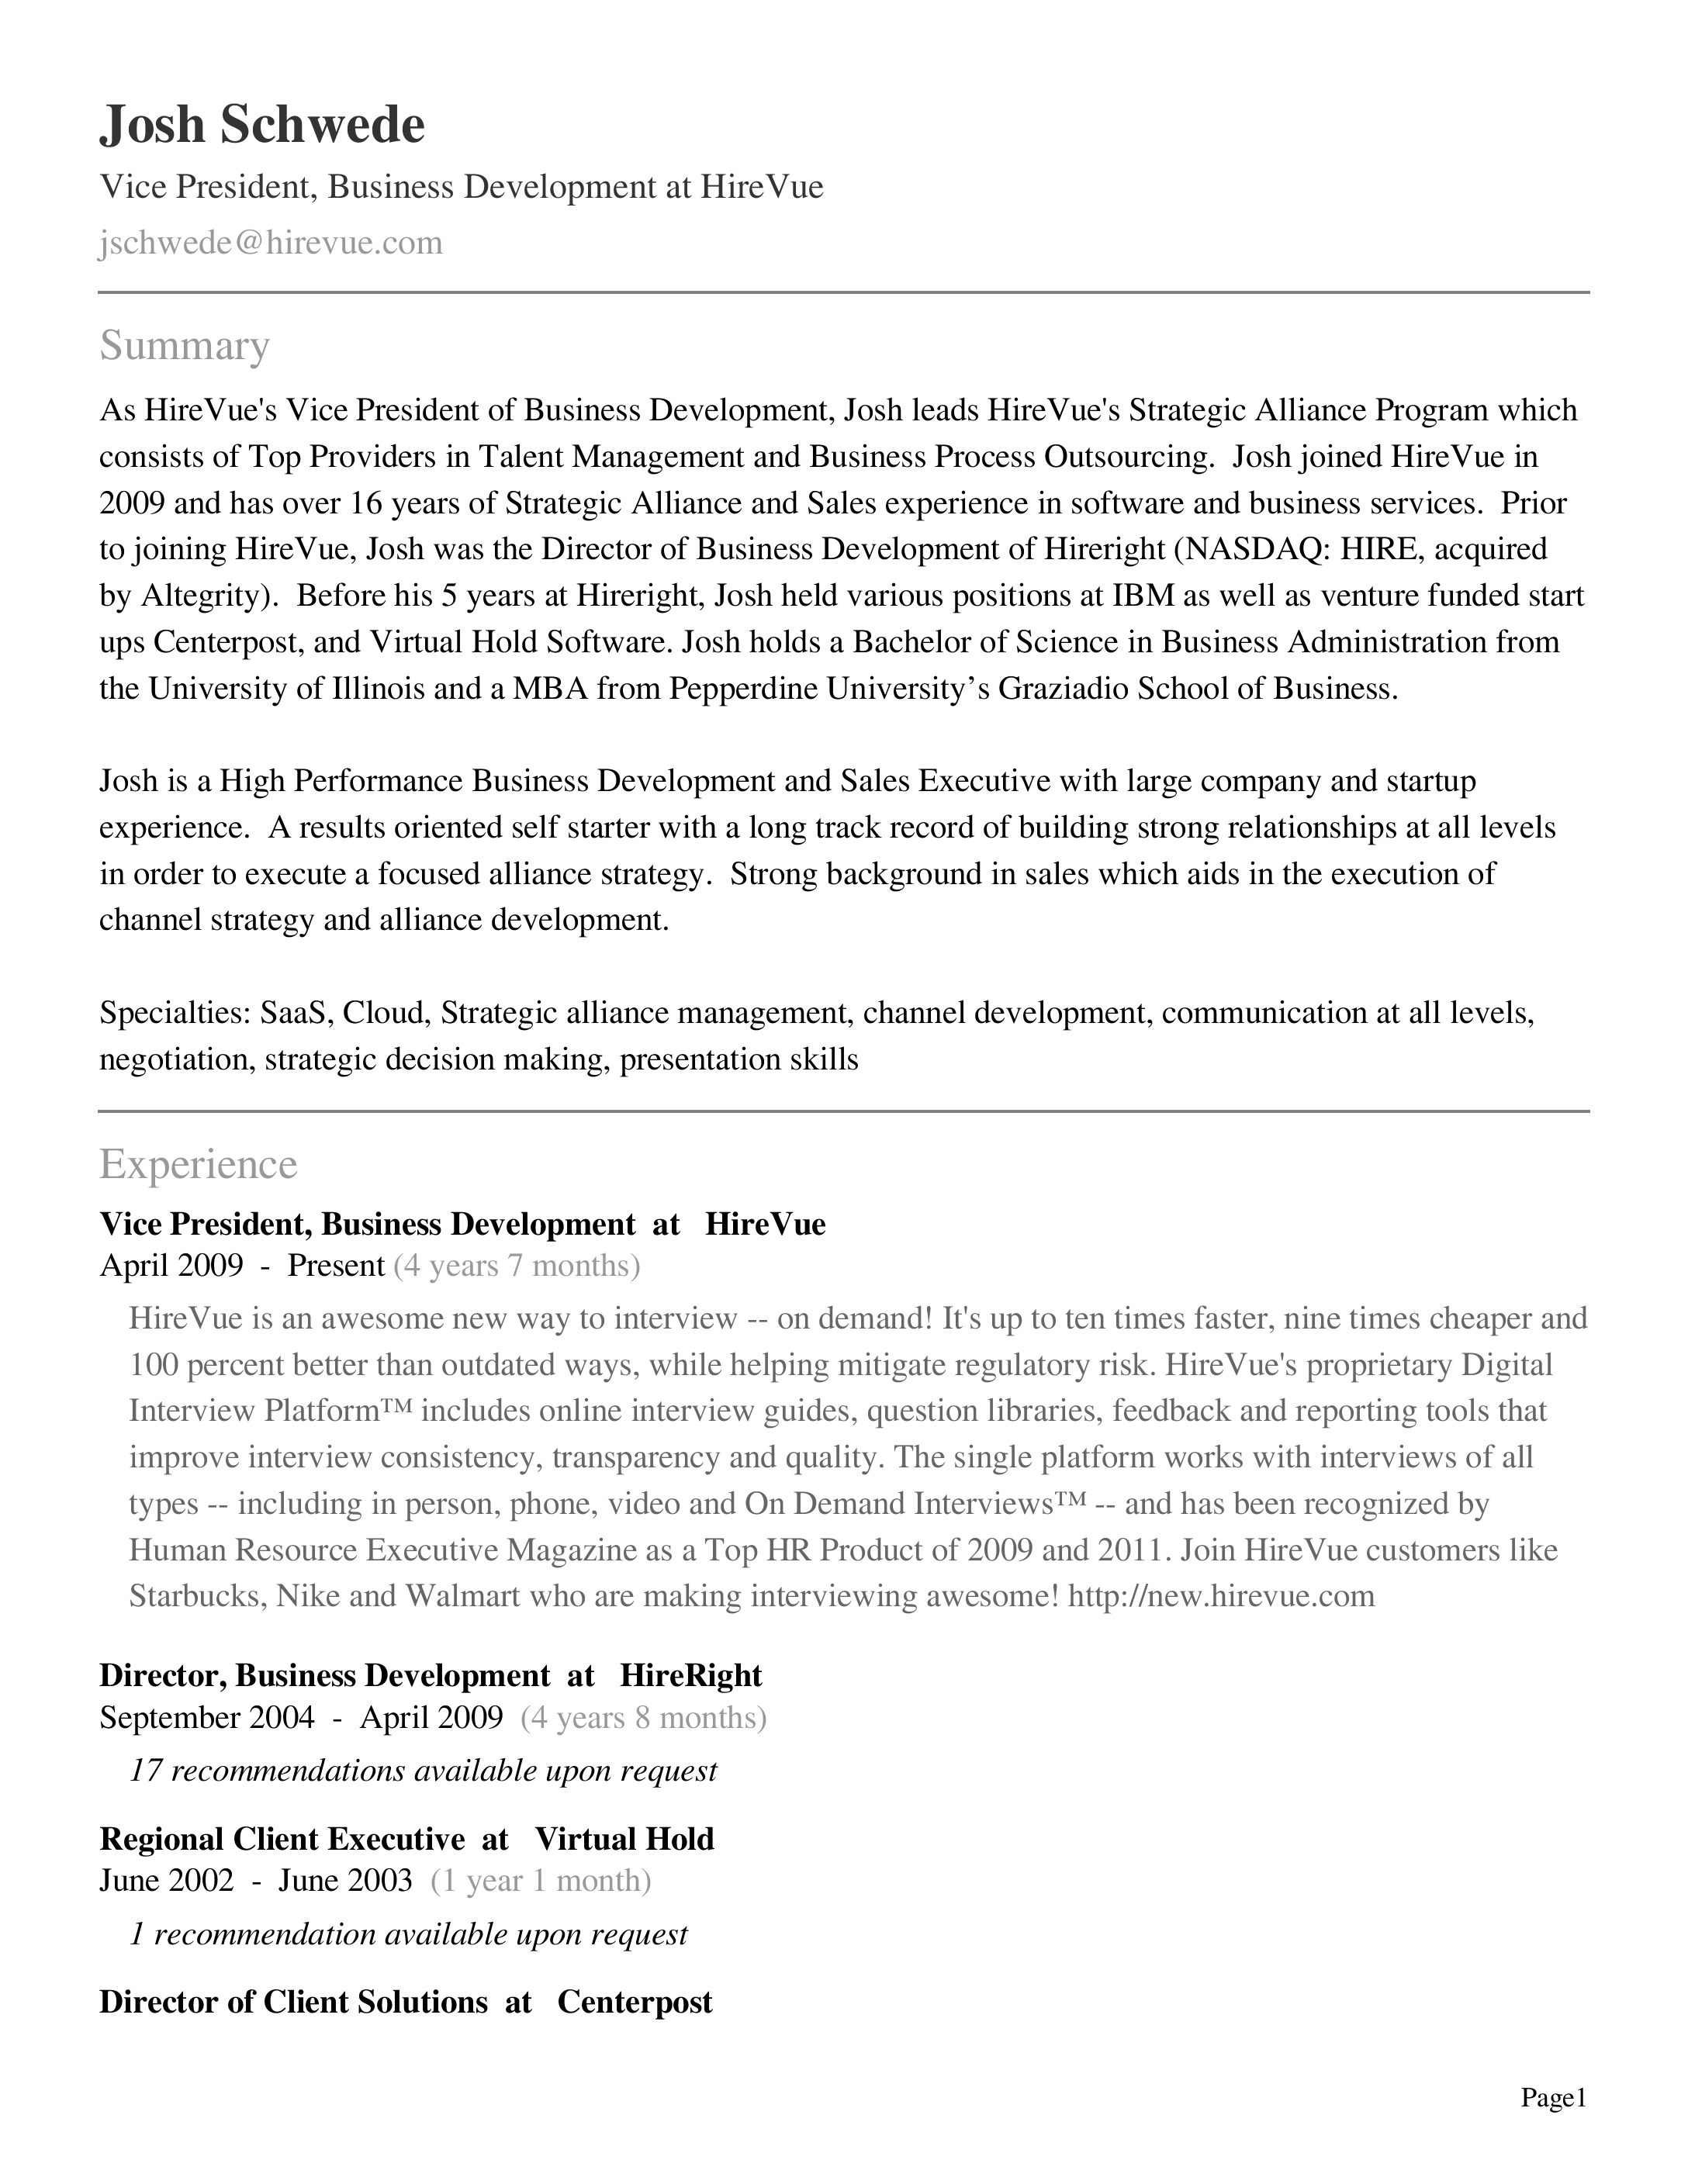 Josh Schwede
Vice President, Business Development at HireVue
jschwede@hirevue.com
Summary
As HireVue's Vice President of Business Development, Josh leads HireVue's Strategic Alliance Program which
consists of Top Providers in Talent Management and Business Process Outsourcing.  Josh joined HireVue in
2009 and has over 16 years of Strategic Alliance and Sales experience in software and business services.  Prior
to joining HireVue, Josh was the Director of Business Development of Hireright (NASDAQ: HIRE, acquired
by Altegrity).  Before his 5 years at Hireright, Josh held various positions at IBM as well as venture funded start
ups Centerpost, and Virtual Hold Software. Josh holds a Bachelor of Science in Business Administration from
the University of Illinois and a MBA from Pepperdine University’s Graziadio School of Business.
Josh is a High Performance Business Development and Sales Executive with large company and startup
experience.  A results oriented self starter with a long track record of building strong relationships at all levels
in order to execute a focused alliance strategy.  Strong background in sales which aids in the execution of
channel strategy and alliance development.
Specialties: SaaS, Cloud, Strategic alliance management, channel development, communication at all levels,
negotiation, strategic decision making, presentation skills
Experience
Vice President, Business Development  at   HireVue
April 2009  -  Present (4 years 7 months)
HireVue is an awesome new way to interview -- on demand! It's up to ten times faster, nine times cheaper and
100 percent better than outdated ways, while helping mitigate regulatory risk. HireVue's proprietary Digital
Interview Platform™ includes online interview guides, question libraries, feedback and reporting tools that
improve interview consistency, transparency and quality. The single platform works with interviews of all
types -- including in person, phone, video and On Demand Interviews™ -- and has been recognized by
Human Resource Executive Magazine as a Top HR Product of 2009 and 2011. Join HireVue customers like
Starbucks, Nike and Walmart who are making interviewing awesome! http://new.hirevue.com
Director, Business Development  at   HireRight
September 2004  -  April 2009  (4 years 8 months)
17 recommendations available upon request
Regional Client Executive  at   Virtual Hold
June 2002  -  June 2003  (1 year 1 month)
1 recommendation available upon request
Director of Client Solutions  at   Centerpost
Page1